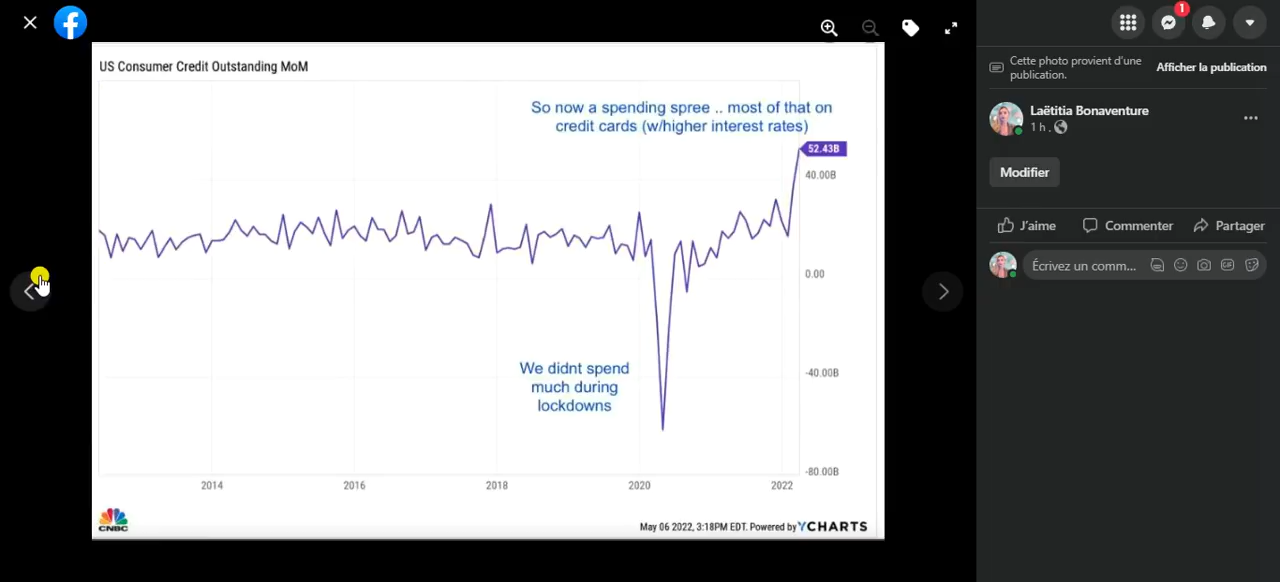 US Consumer Credit Outstanding MoM
So now a spending spree .. most of that on
credit cards (w/higher interest rates)
52.43B
40.00B
0.00
We didnt spend
much during
lockdowns
-40.00B
-80.00B
2014 2016 2018 2020 2022
CNBC
May 06 2022, 3:18PM EDT. Powered by YCHARTS
1
Cette photo provient d'une
publication.
Afficher la publication
Laëtitia Bonaventure
1 h .
Modifier
J'aime Commenter Partager
Écrivez un comm...
GIF